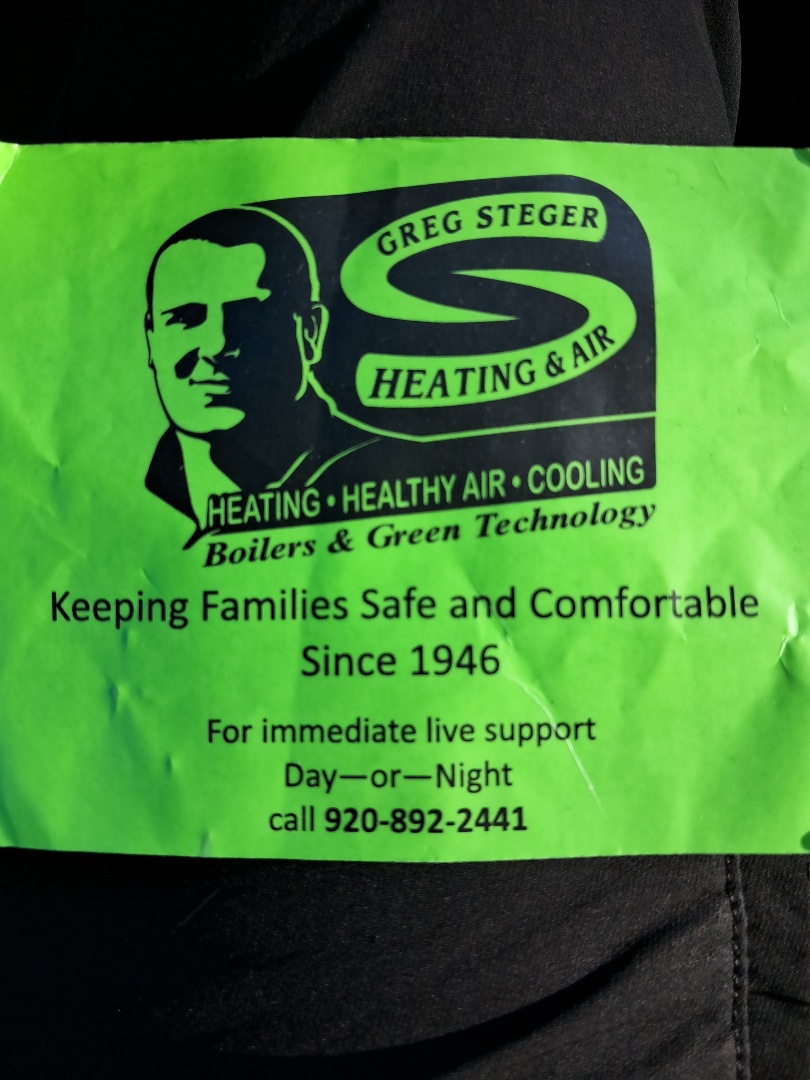 GREG STEGER
HEATING & AIR
HEATING • HEALTHY AIR • COOLING
Boilers & Green Technology
Keeping Families Safe and Comfortable
Since 1946
For immediate live support
Day—or—Night
call 920-892-2441